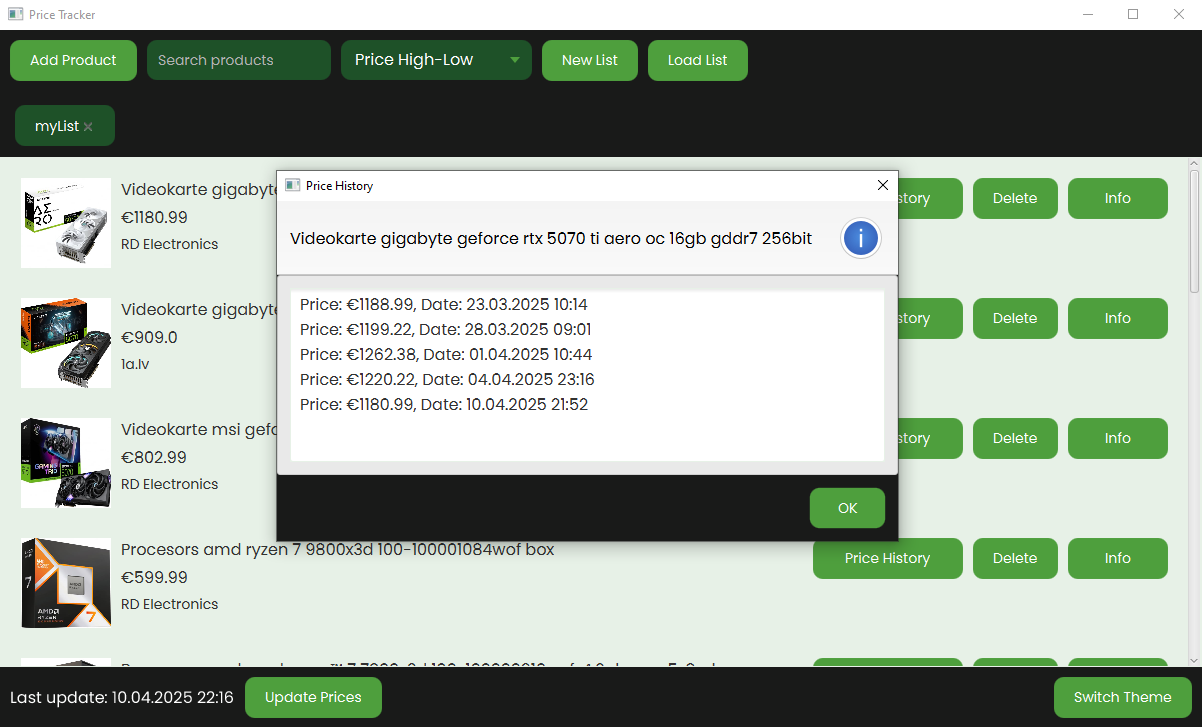 Price Tracker
Add Product
Search products
Price High-Low
New List
Load List
myList
Videokarte gigabyte
€1180.99
RD Electronics
story
Delete
Info
Price History
Videokarte gigabyte geforce rtx 5070 ti aero oc 16gb gddr7 256bit
Price: €1188.99, Date: 23.03.2025 10:14
Price: €1199.22, Date: 28.03.2025 09:01
Price: €1262.38, Date: 01.04.2025 10:44
Price: €1220.22, Date: 04.04.2025 23:16
Price: €1180.99, Date: 10.04.2025 21:52
OK
Videokarte gigabyte
€909.0
1a.lv
story
Delete
Info
Videokarte msi gefo
€802.99
RD Electronics
story
Delete
Info
Procesors amd ryzen 7 9800x3d 100-100001084wof box
€599.99
RD Electronics
Price History
Delete
Info
Last update: 10.04.2025 22:16
Update Prices
Switch Theme